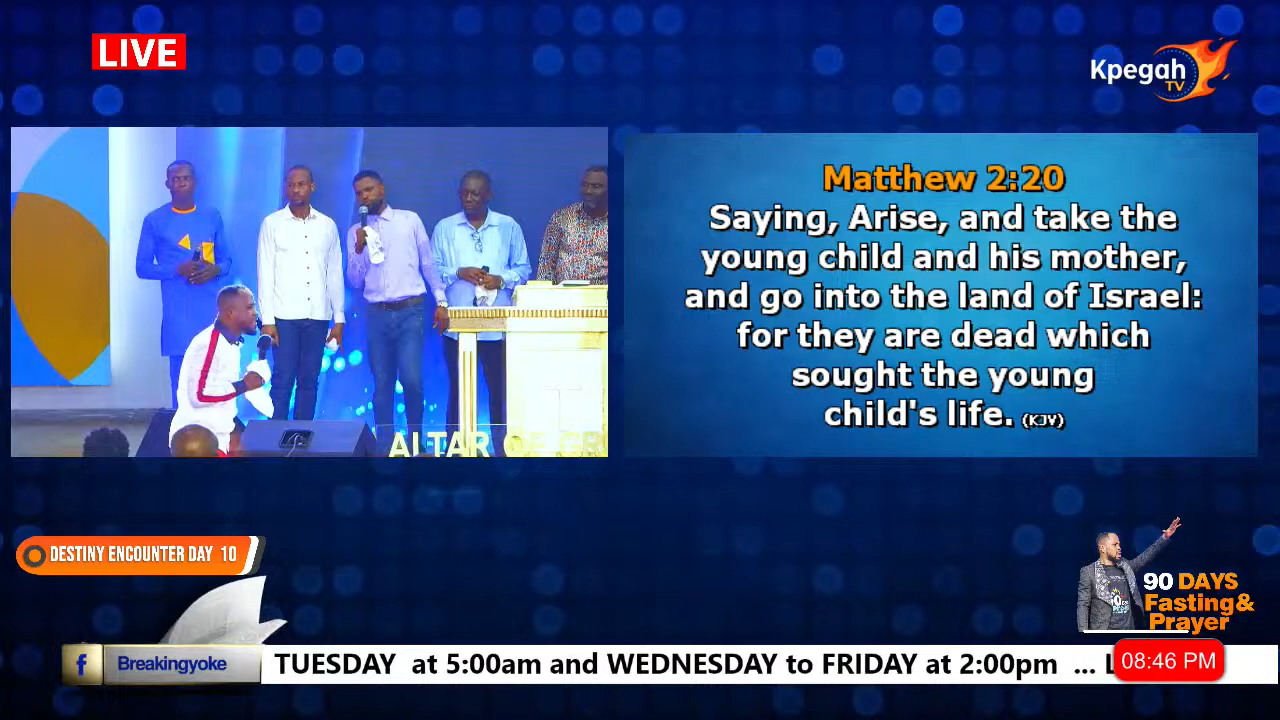 LIVE
Kpegah
TV
Matthew 2:20
Saying, Arise, and take the
young child and his mother,
and go into the land of Israel:
for they are dead which
sought the young
child's life. (KJV)
ALTAR OF
DESTINY ENCOUNTER DAY 10
90 DAYS
Fasting&
Prayer
f Breakingyoke
TUESDAY at 5:00am and WEDNESDAY to FRIDAY at 2:00pm ...
08:46 PM